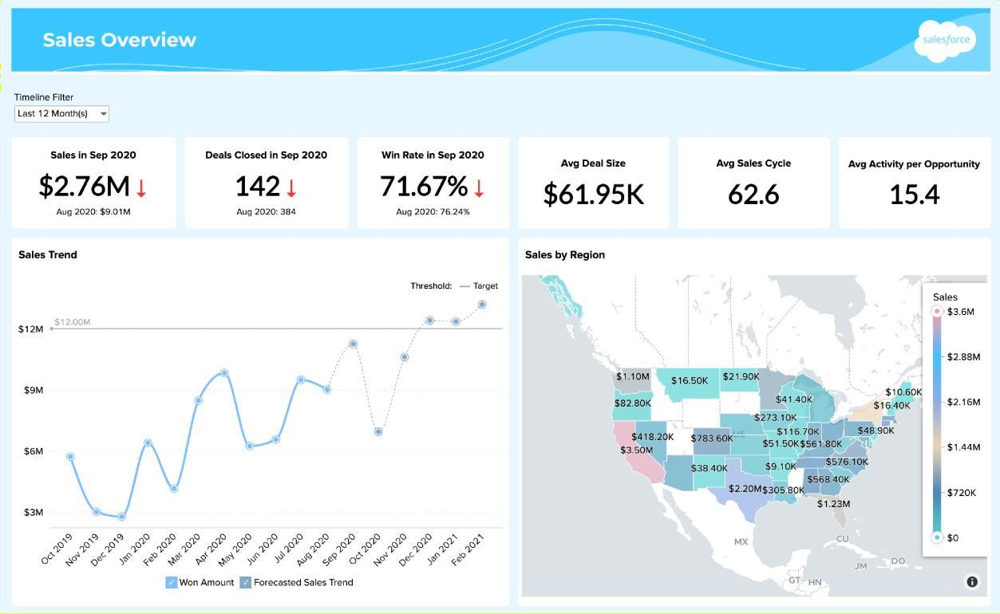 Sales Overview
salesforce
Timeline Filter
Last 12 Month(s)
Sales in Sep 2020
$2.76M ↓
Aug 2020: $9.01M
Deals Closed in Sep 2020
142 ↓
Aug 2020: 384
Win Rate in Sep 2020
71.67% ↓
Aug 2020: 76.24%
Avg Deal Size
$61.95K
Avg Sales Cycle
62.6
Avg Activity per Opportunity
15.4
Sales Trend
Threshold: — Target
$12.00M
$12M
$9M
$6M
$3M
Oct 2019
Nov 2019
Dec 2019
Jan 2020
Feb 2020
Mar 2020
Apr 2020
May 2020
Jun 2020
Jul 2020
Aug 2020
Sep 2020
Oct 2020
Nov 2020
Dec 2020
Jan 2021
Feb 2021
Won Amount
Forecasted Sales Trend
Sales by Region
$1.10M
$16.50K
$21.90K
$82.80K
$41.40K
$10.60K
$16.40K
$273.10K
$116.70K
$48.90K
$418.20K
$783.60K
US
$51.50K
$561.80K
$3.50M
$38.40K
$9.10K
$576.10K
$568.40K
$2.20M
$305.80K
$1.23M
MX
CU
JM
DO
GT
HN
Sales
$3.6M
$2.88M
$2.16M
$1.44M
$720K
$0